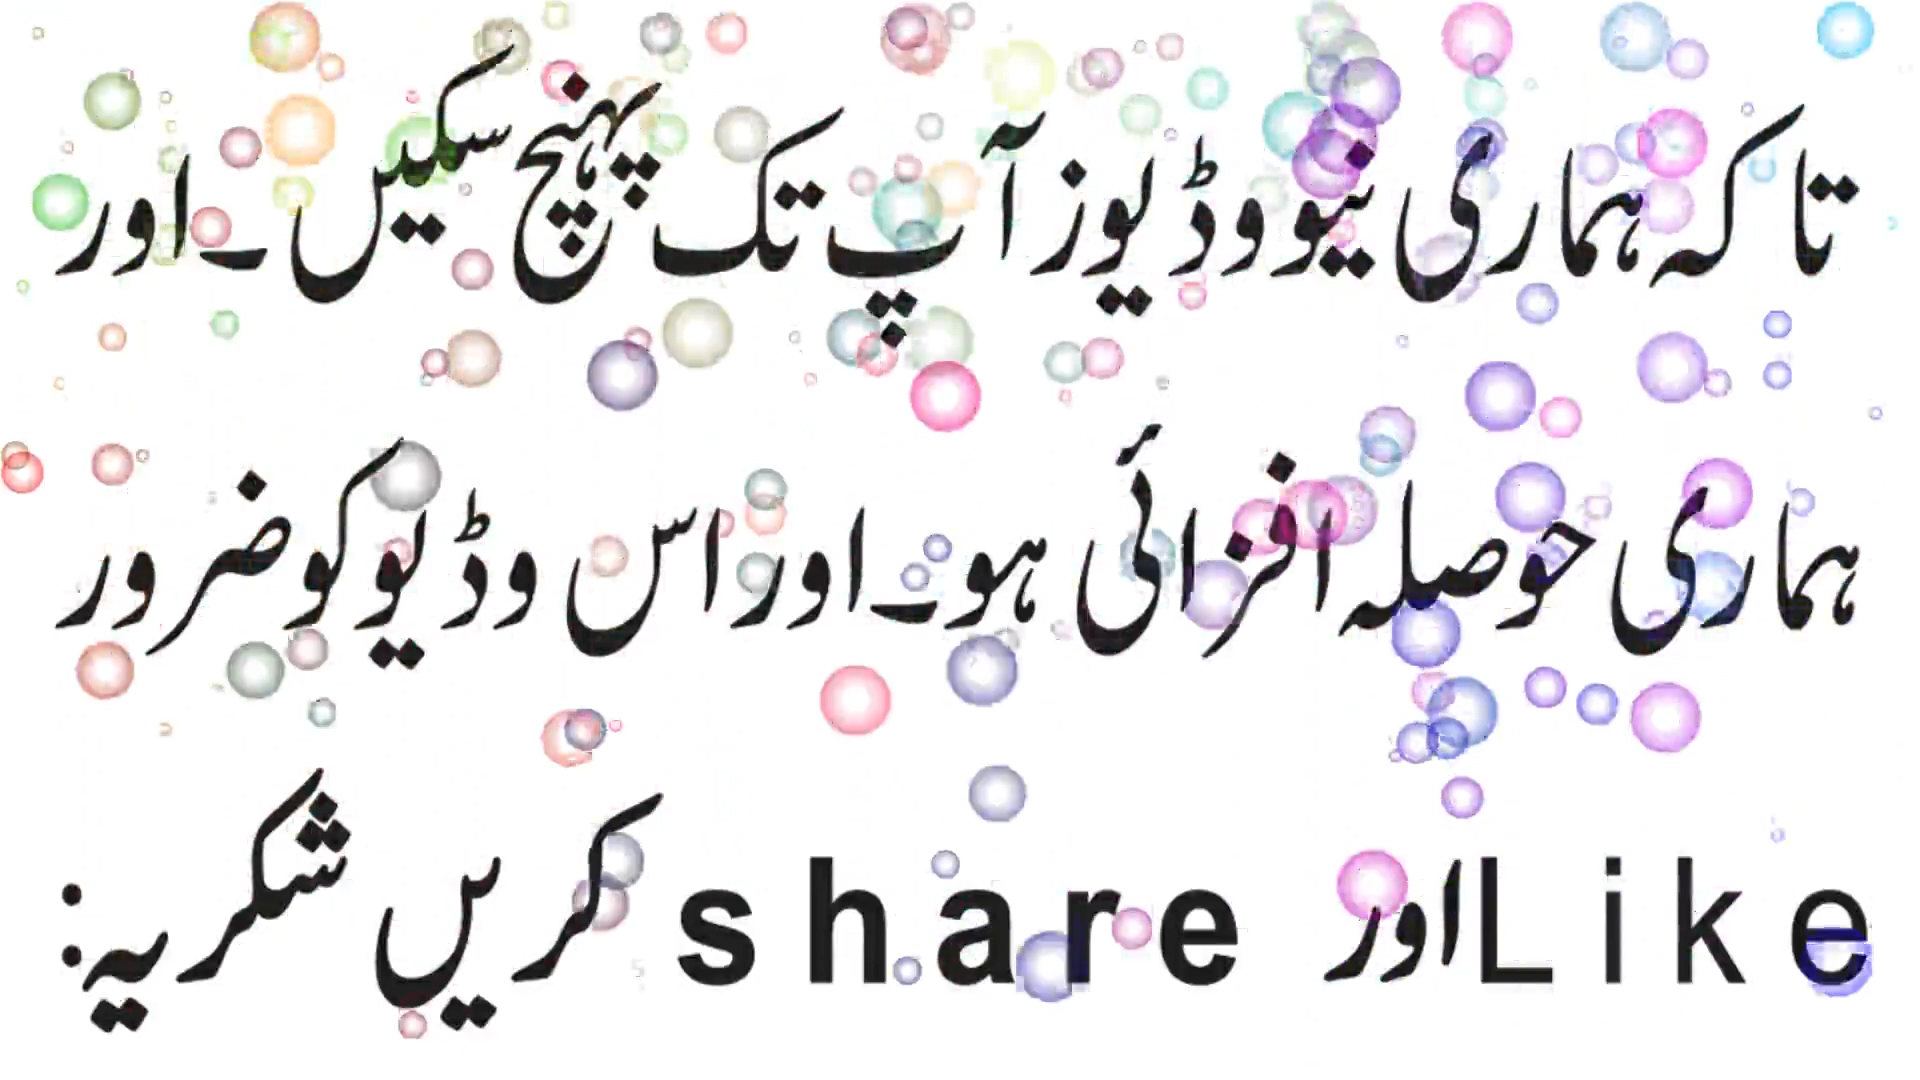 تاکہ ہماری نیو وڈیوز آپ تک پہنچ سکیں ۔ اور
ہماری حوصلہ افزائی ہو ۔ اور اس وڈیو کو ضرور
Like اور share کریں شکریہ: